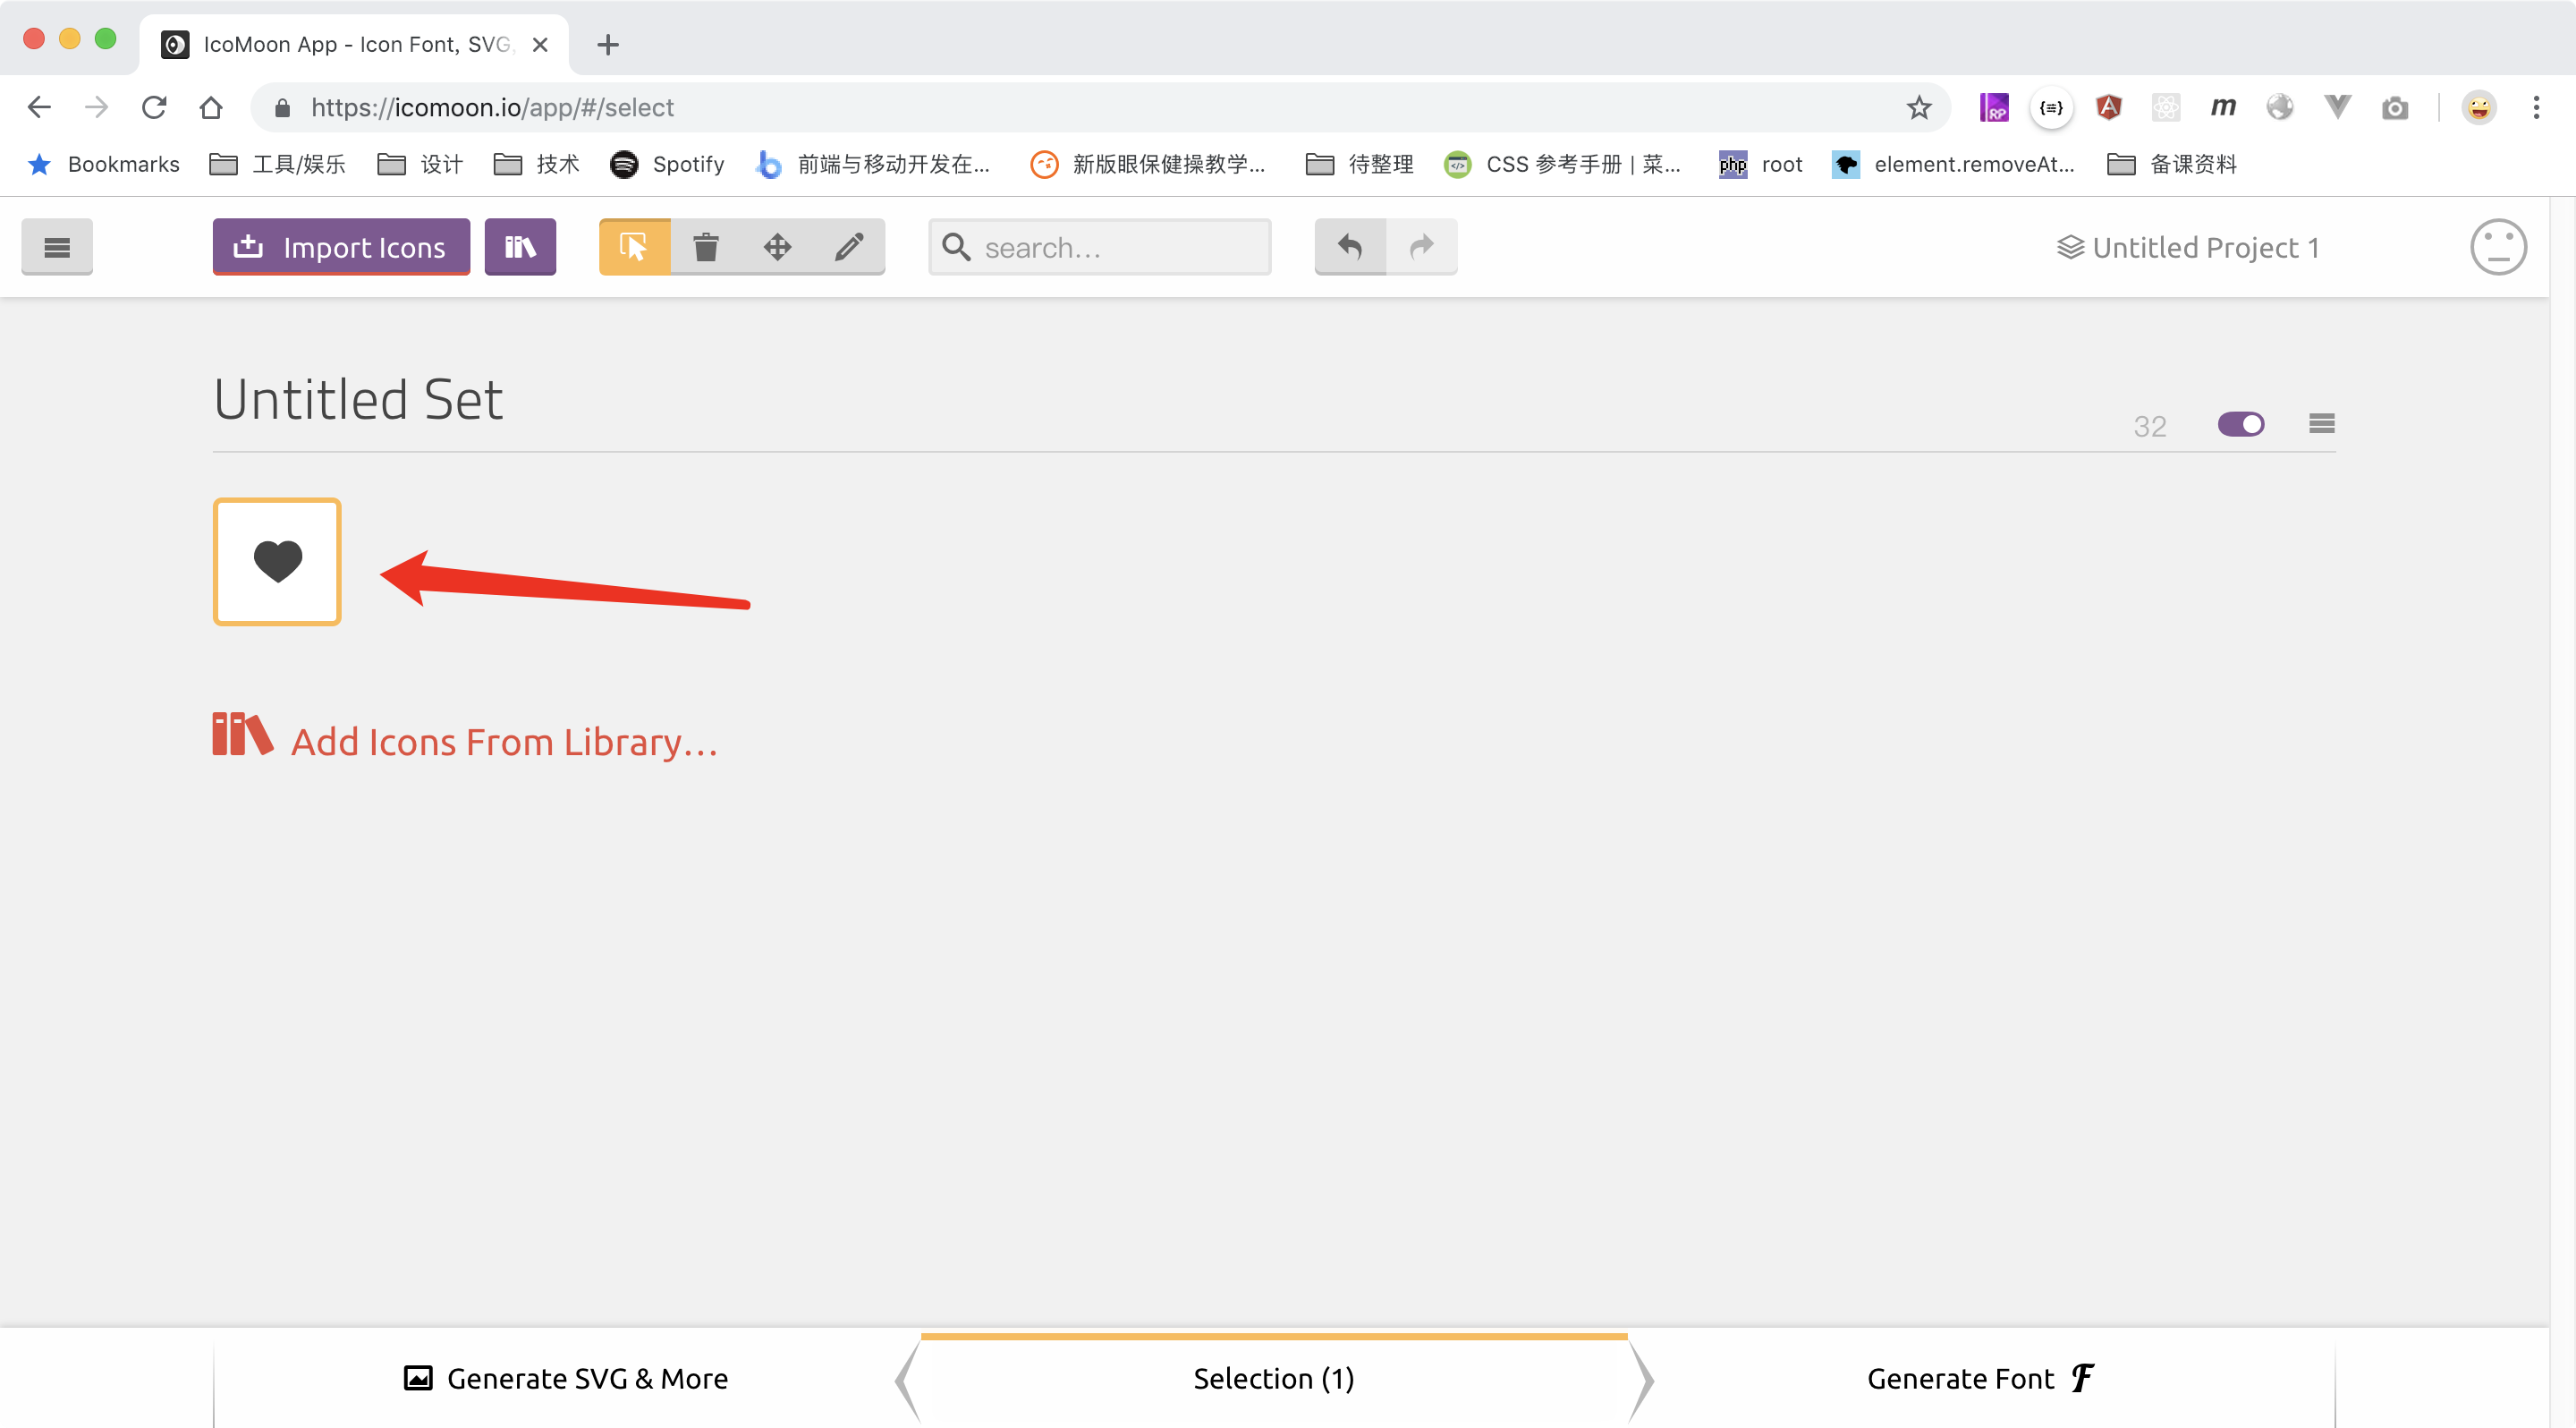 IcoMoon App - Icon Font, SVG,
https://icomoon.io/app/#/select
RP
m
Bookmarks 工具/娱乐 设计 技术 Spotify 前端与移动开发在... 新版眼保健操教学... 待整理 CSS 参考手册 | 菜... php root element.removeAt... 备课资料
Import Icons search... Untitled Project 1
Untitled Set
32
Add Icons From Library...
Generate SVG & More Selection (1) Generate Font